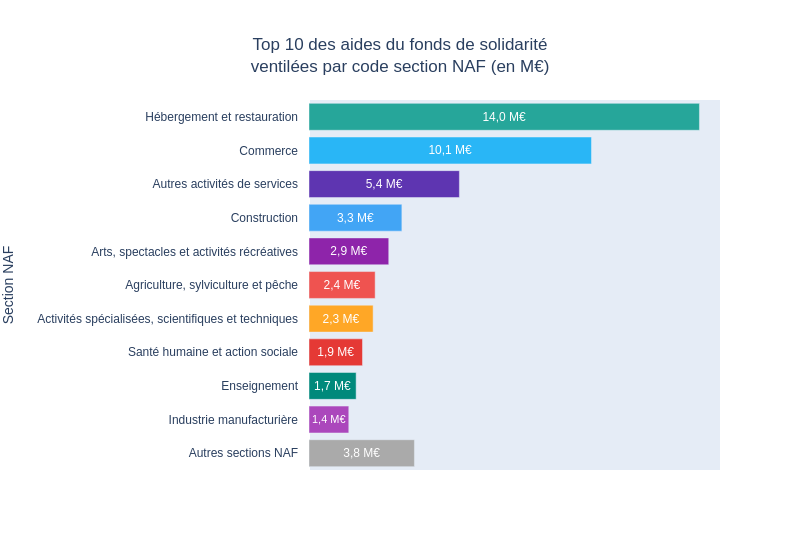 Top 10 des aides du fonds de solidarité
ventilées par code section NAF (en M€)
Section NAF
Hébergement et restauration 14,0 M€
Commerce 10,1 M€
Autres activités de services 5,4 M€
Construction 3,3 M€
Arts, spectacles et activités récréatives 2,9 M€
Agriculture, sylviculture et pêche 2,4 M€
Activités spécialisées, scientifiques et techniques 2,3 M€
Santé humaine et action sociale 1,9 M€
Enseignement 1,7 M€
Industrie manufacturière 1,4 M€
Autres sections NAF 3,8 M€